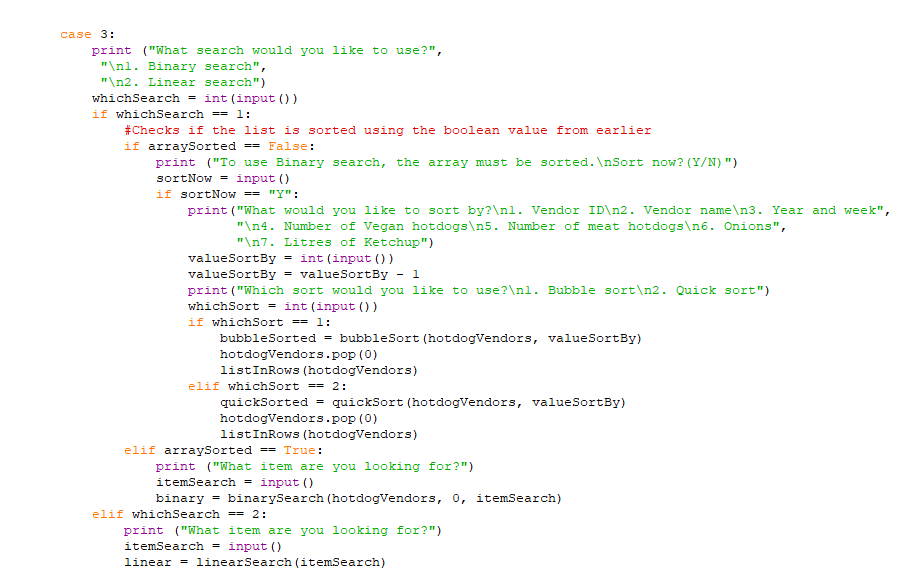 case 3:
print ("What search would you like to use?",
"\n1. Binary search",
"\n2. Linear search")
whichSearch = int(input())
if whichSearch == 1:
#Checks if the list is sorted using the boolean value from earlier
if arraySorted == False:
print ("To use Binary search, the array must be sorted.\nSort now?(Y/N)")
sortNow = input()
if sortNow == "Y":
print("What would you like to sort by?\n1. Vendor ID\n2. Vendor name\n3. Year and week",
"\n4. Number of Vegan hotdogs\n5. Number of meat hotdogs\n6. Onions",
"\n7. Litres of Ketchup")
valueSortBy = int(input())
valueSortBy = valueSortBy - 1
print("Which sort would you like to use?\n1. Bubble sort\n2. Quick sort")
whichSort = int(input())
if whichSort == 1:
bubbleSorted = bubbleSort(hotdogVendors, valueSortBy)
hotdogVendors.pop(0)
listInRows(hotdogVendors)
elif whichSort == 2:
quickSorted = quickSort(hotdogVendors, valueSortBy)
hotdogVendors.pop(0)
listInRows(hotdogVendors)
elif arraySorted == True:
print ("What item are you looking for?")
itemSearch = input()
binary = binarySearch(hotdogVendors, 0, itemSearch)
elif whichSearch == 2:
print ("What item are you looking for?")
itemSearch = input()
linear = linearSearch(itemSearch)